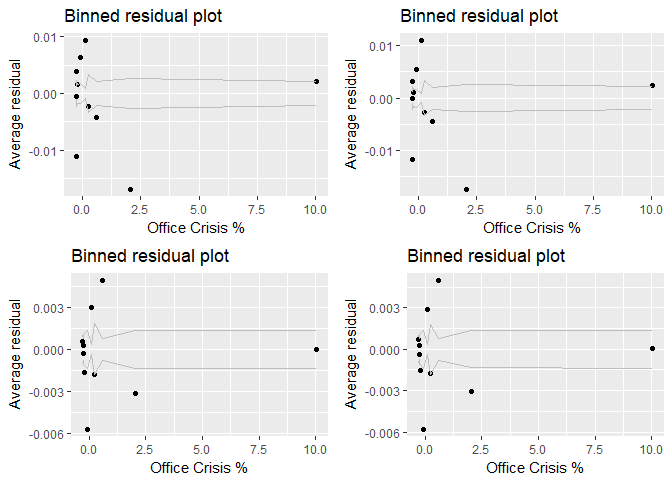 Binned residual plot
0.01
0.00
-0.01
Average residual
0.0 2.5 5.0 7.5 10.0
Office Crisis %
Binned residual plot
0.01
0.00
-0.01
Average residual
0.0 2.5 5.0 7.5 10.0
Office Crisis %
Binned residual plot
0.003
0.000
-0.003
-0.006
Average residual
0.0 2.5 5.0 7.5 10.0
Office Crisis %
Binned residual plot
0.003
0.000
-0.003
-0.006
Average residual
0.0 2.5 5.0 7.5 10.0
Office Crisis %